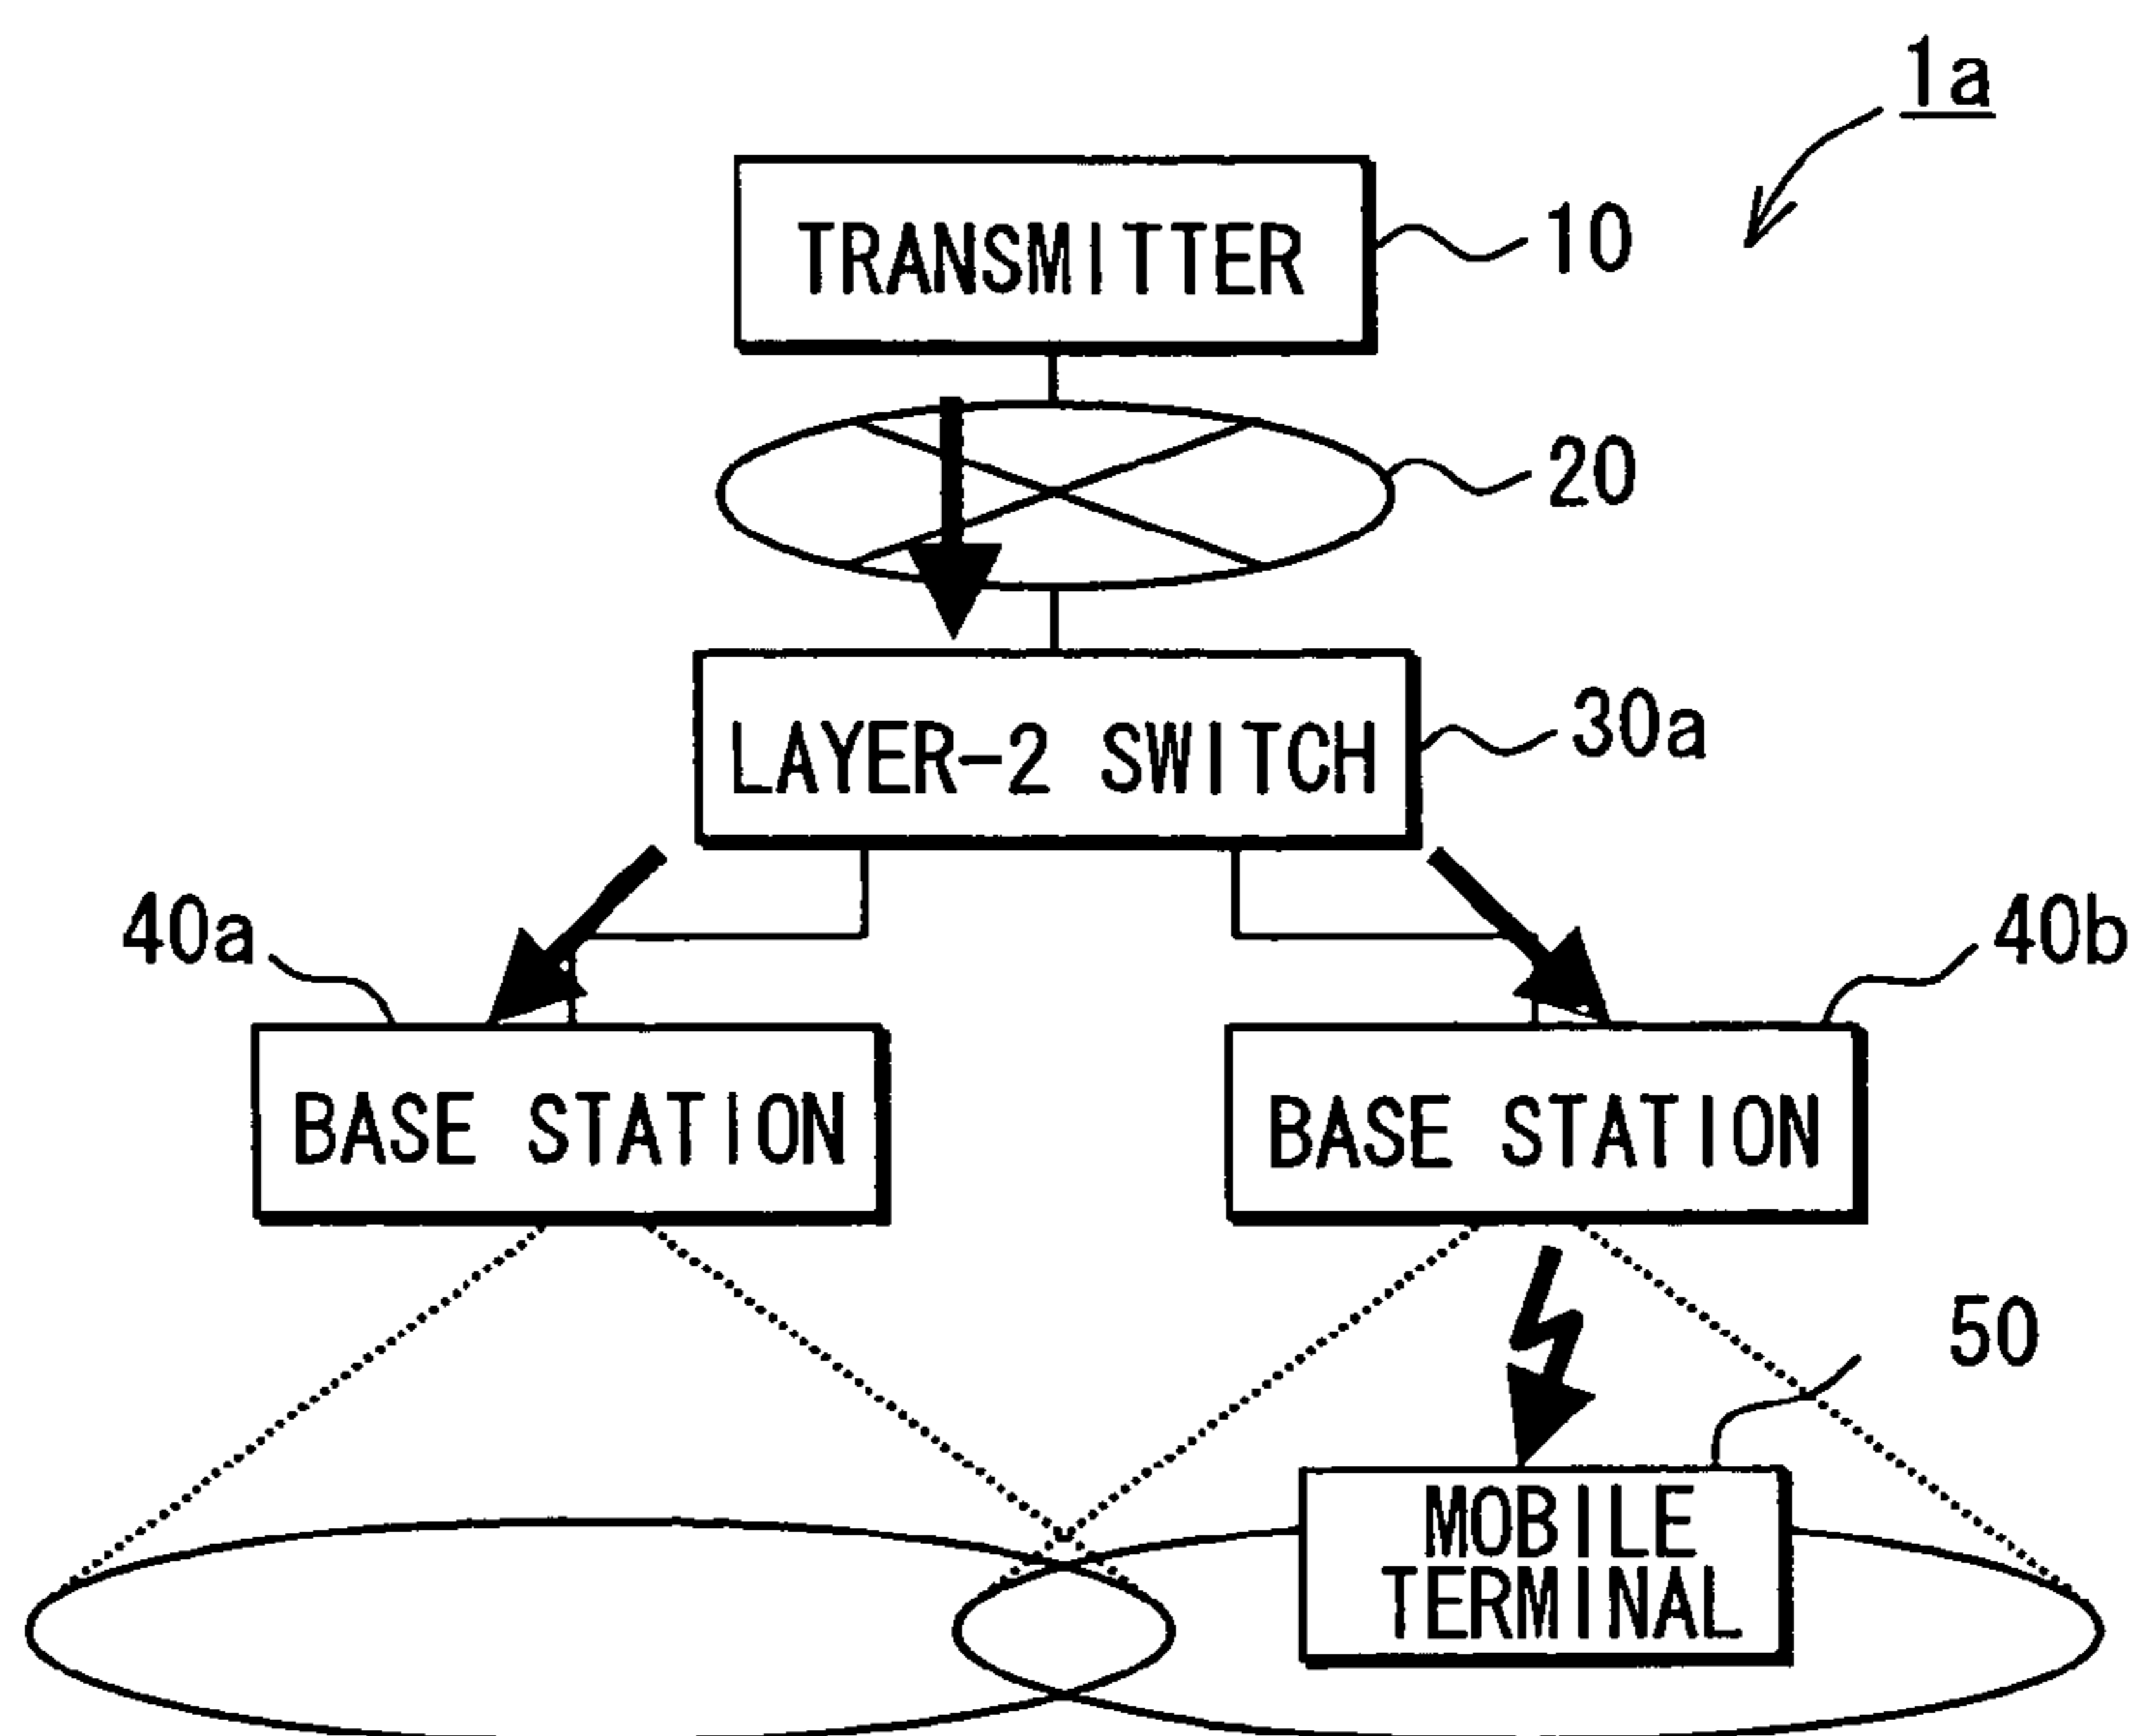 1a
TRANSMITTER
10
20
LAYER-2 SWITCH
30a
40a
40b
BASE STATION
BASE STATION
50
MOBILE
TERMINAL